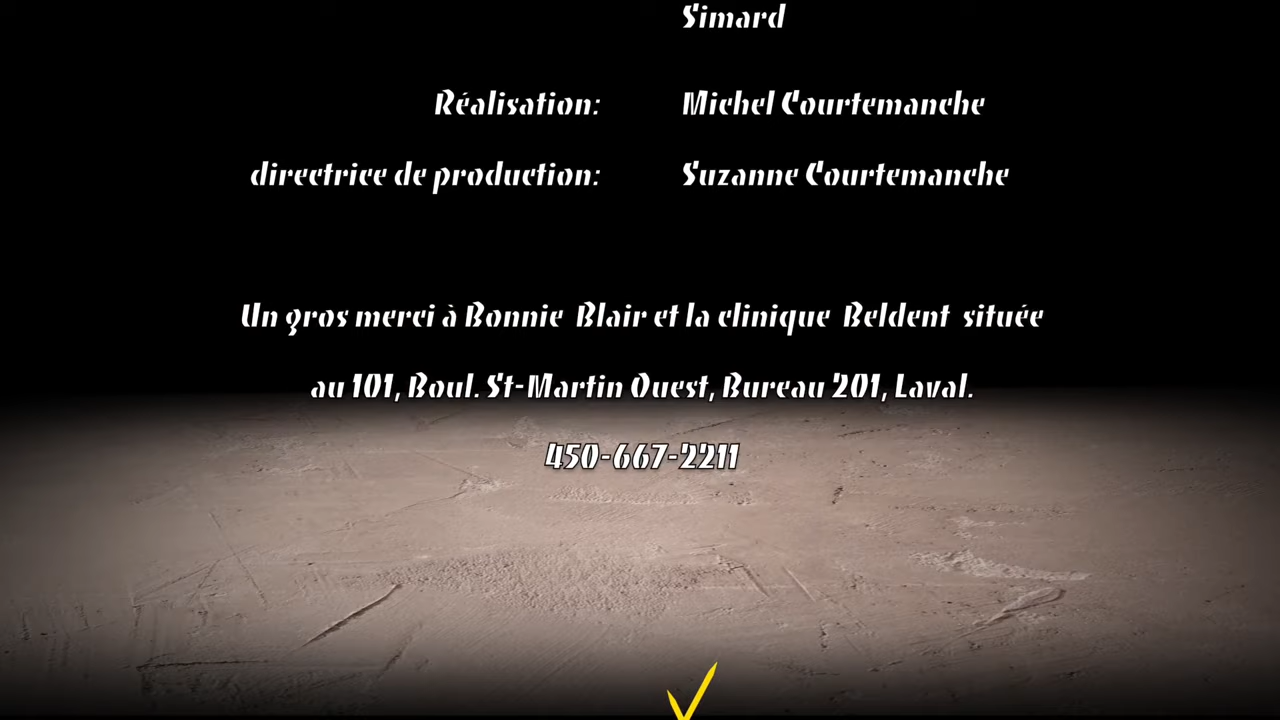 Simard
Réalisation: Michel Courtemanche
directrice de production: Suzanne Courtemanche
Un gros merci à Bonnie Blair et la clinique Beldent située
au 101, Boul. St-Martin Ouest, Bureau 201, Laval.
450-667-2211